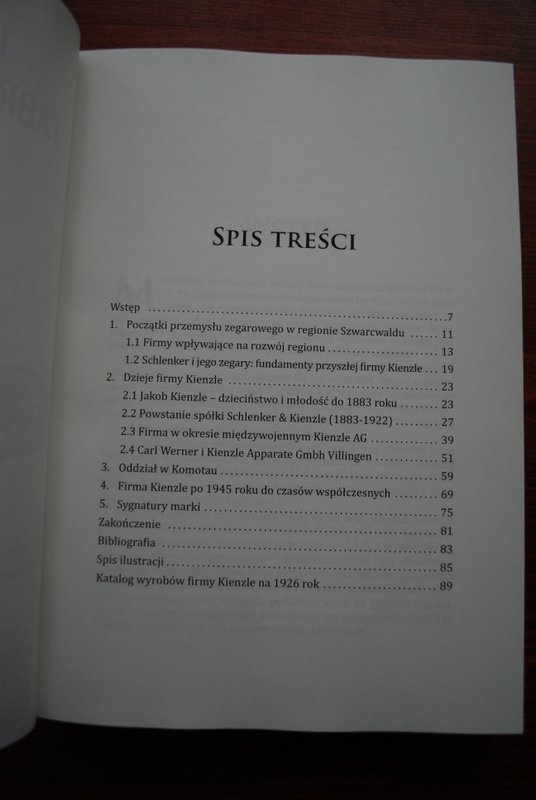 SPIS TREŚCI
Wstęp ........................................................ 7
1. Początki przemysłu zegarowego w regionie Szwarcwaldu ...... 11
1.1 Firmy wpływające na rozwój regionu ..................... 13
1.2 Schlenker i jego zegary: fundamenty przyszłej firmy Kienzle ... 19
2. Dzieje firmy Kienzle ....................................... 23
2.1 Jakob Kienzle – dzieciństwo i młodość do 1883 roku ........ 23
2.2 Powstanie spółki Schlenker & Kienzle (1883-1922) ......... 27
2.3 Firma w okresie międzywojennym Kienzle AG ............. 39
2.4 Carl Werner i Kienzle Apparate Gmbh Villingen ............ 51
3. Oddział w Komotau ........................................ 59
4. Firma Kienzle po 1945 roku do czasów współczesnych ......... 69
5. Sygnatury marki ........................................... 75
Zakończenie .................................................. 81
Bibliografia .................................................. 83
Spis ilustracji ................................................. 85
Katalog wyrobów firmy Kienzle na 1926 rok ..................... 89